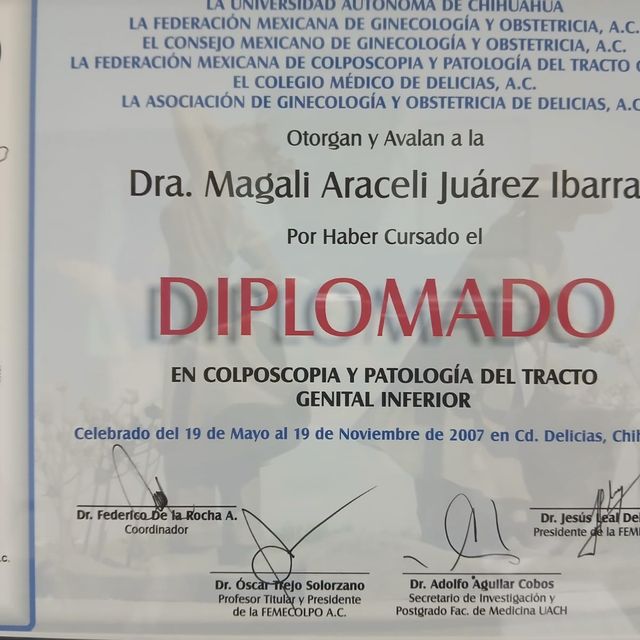 LA UNIVERSIDAD AUTÓNOMA DE CHIHUAHUA
LA FEDERACIÓN MEXICANA DE GINECOLOGÍA Y OBSTETRICIA, A.C.
EL CONSEJO MEXICANO DE GINECOLOGÍA Y OBSTETRICIA, A.C.
LA FEDERACIÓN MEXICANA DE COLPOSCOPIA Y PATOLOGÍA DEL TRACTO
EL COLEGIO MÉDICO DE DELICIAS, A.C.
LA ASOCIACIÓN DE GINECOLOGÍA Y OBSTETRICIA DE DELICIAS, A.C
Otorgan y Avalan a la
Dra. Magali Araceli Juárez Ibarra
Por Haber Cursado el
DIPLOMADO
EN COLPOSCOPIA Y PATOLOGÍA DEL TRACTO
GENITAL INFERIOR
Celebrado del 19 de Mayo al 19 de Noviembre de 2007 en Cd. Delicias, Chih
Dr. Federico De la Rocha A.
Coordinador
Dr. Jesús Leal Del
Presidente de la FEM
Dr. Óscar Trejo Solorzano
Profesor Titular y Presidente
de la FEMECOLPO A.C.
Dr. Adolfo Aguilar Cobos
Secretario de Investigación y
Postgrado Fac. de Medicina UACH